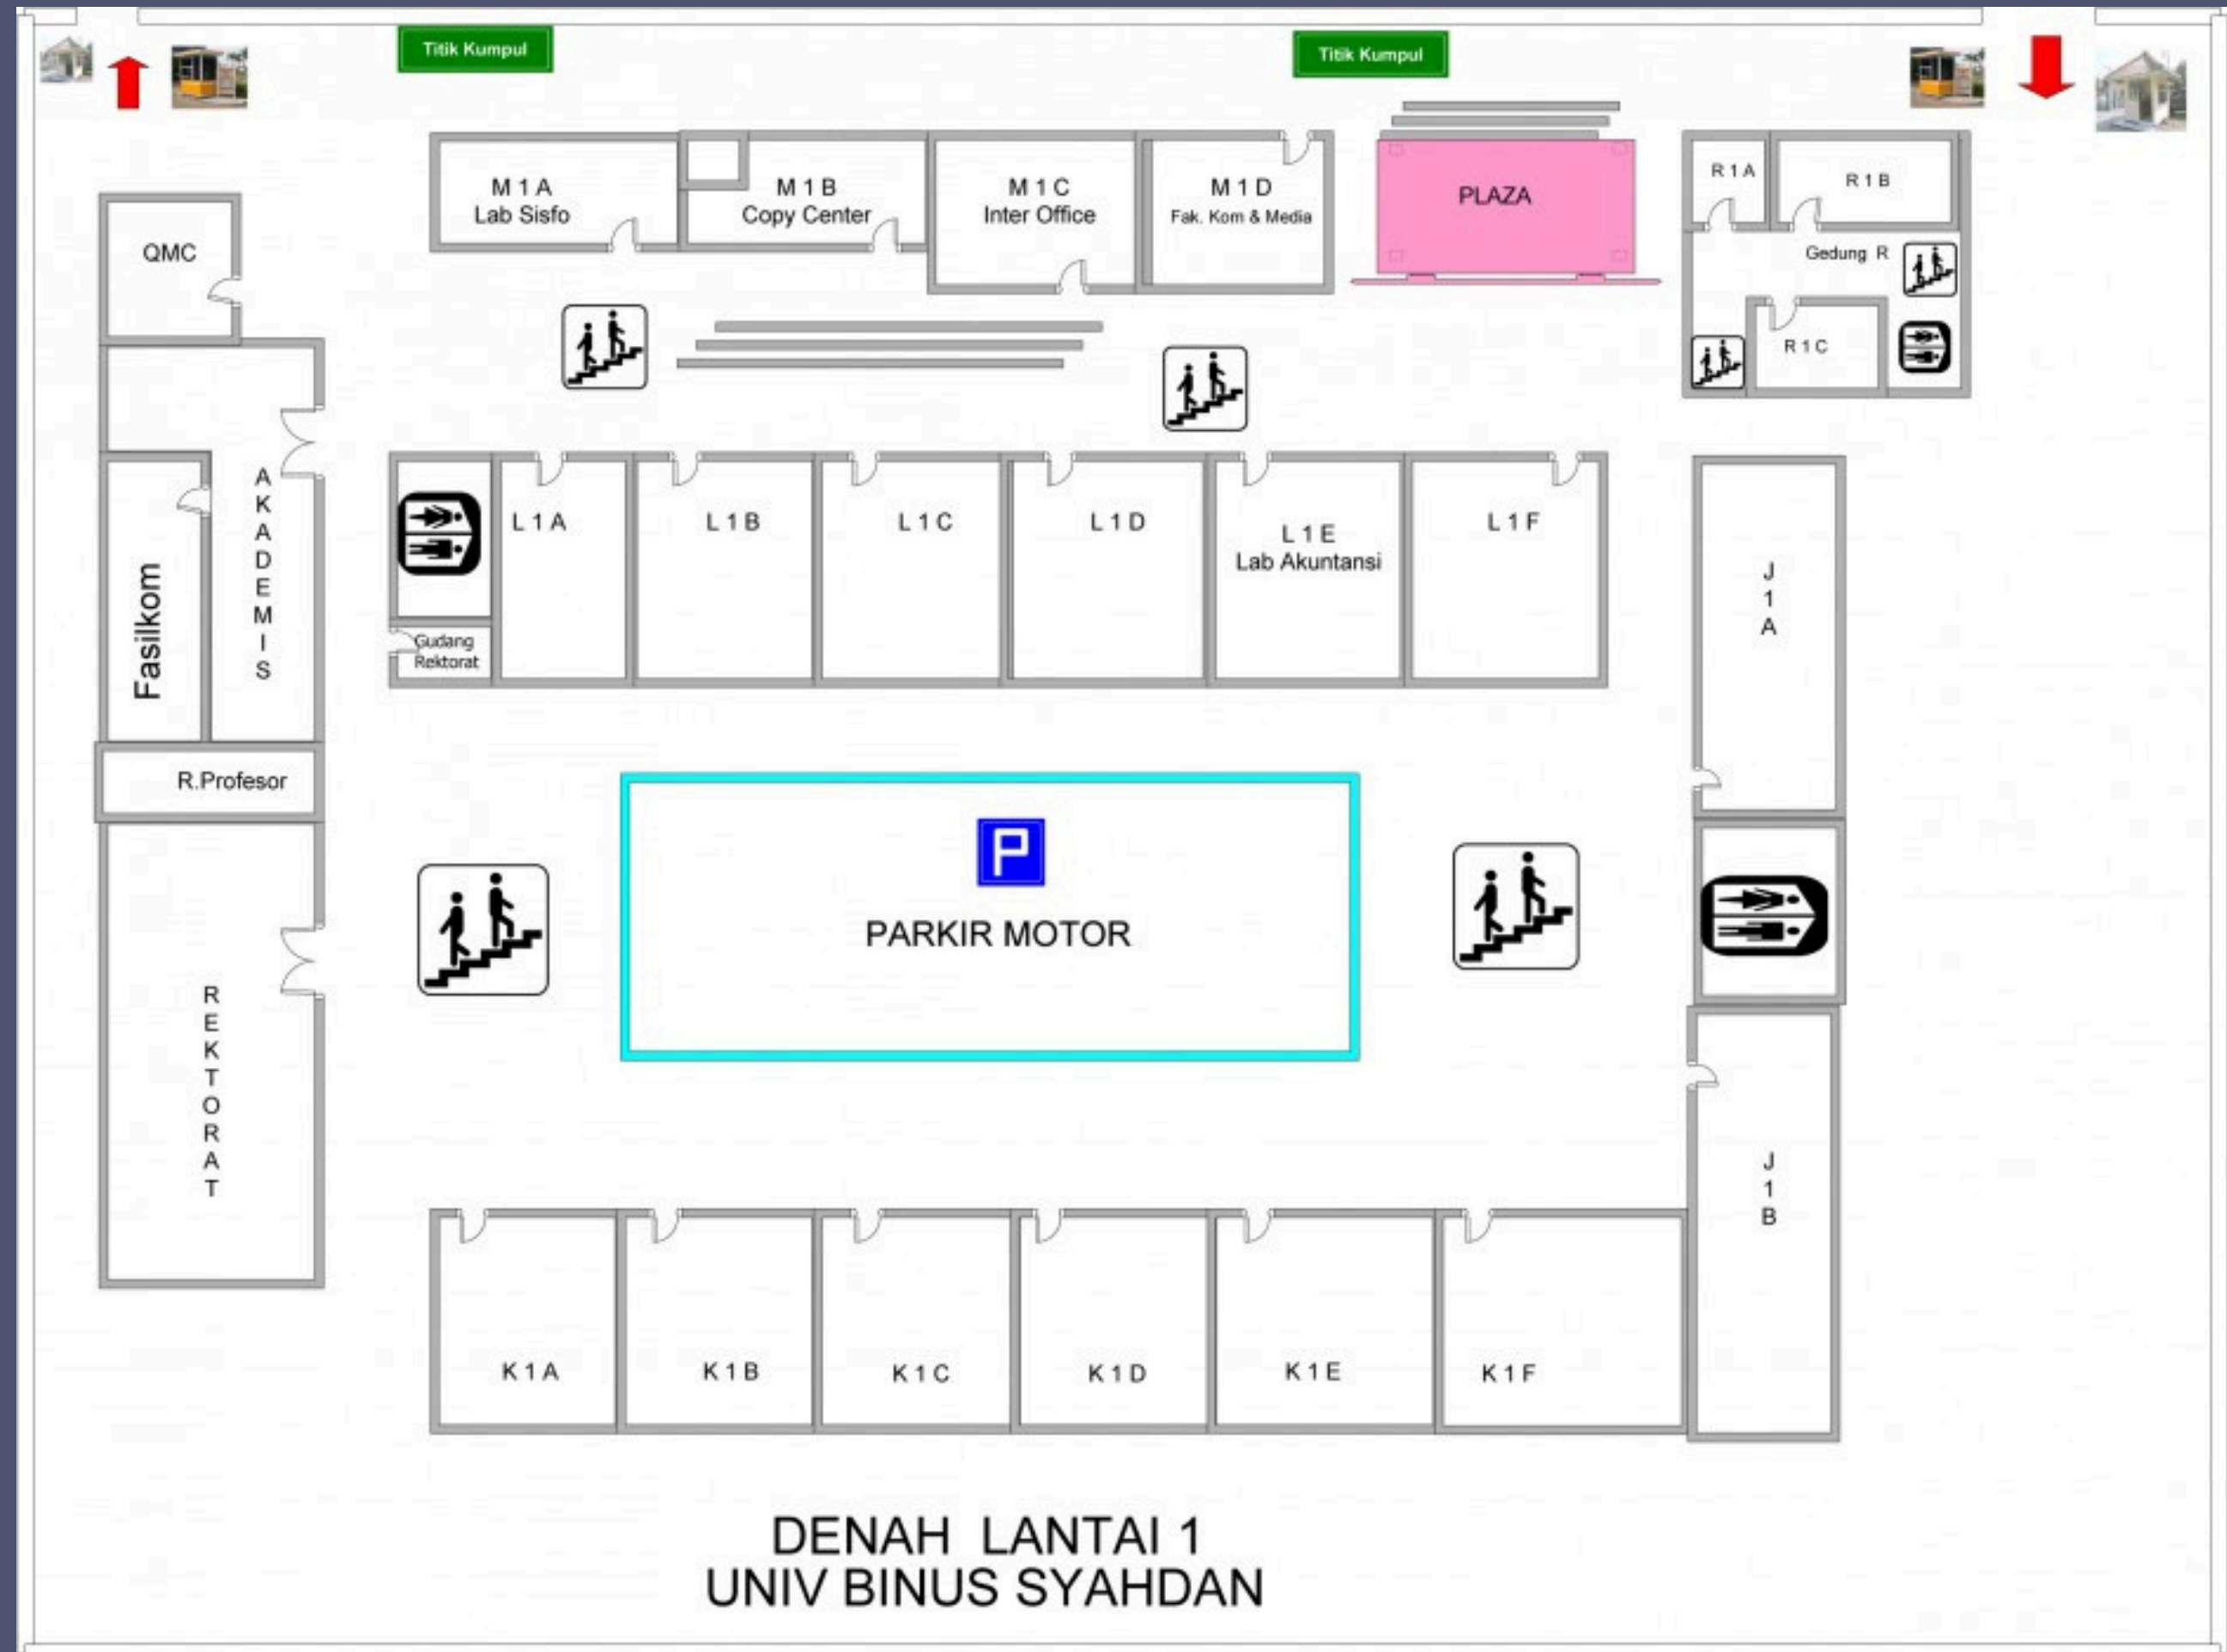 Titik Kumpul
Titik Kumpul
M 1 A
Lab Sisfo
M 1 B
Copy Center
M 1 C
Inter Office
M 1 D
Fak. Kom & Media
PLAZA
R 1 A
R 1 B
Gedung R
R 1 C
QMC
AKADEMIS
Fasilkom
R.Profesor
REKTORAT
Gudang
Rektorat
L 1 A
L 1 B
L 1 C
L 1 D
L 1 E
Lab Akuntansi
L 1 F
J
1
A
P
PARKIR MOTOR
J
1
B
K 1 A
K 1 B
K 1 C
K 1 D
K 1 E
K 1 F
DENAH LANTAI 1
UNIV BINUS SYAHDAN